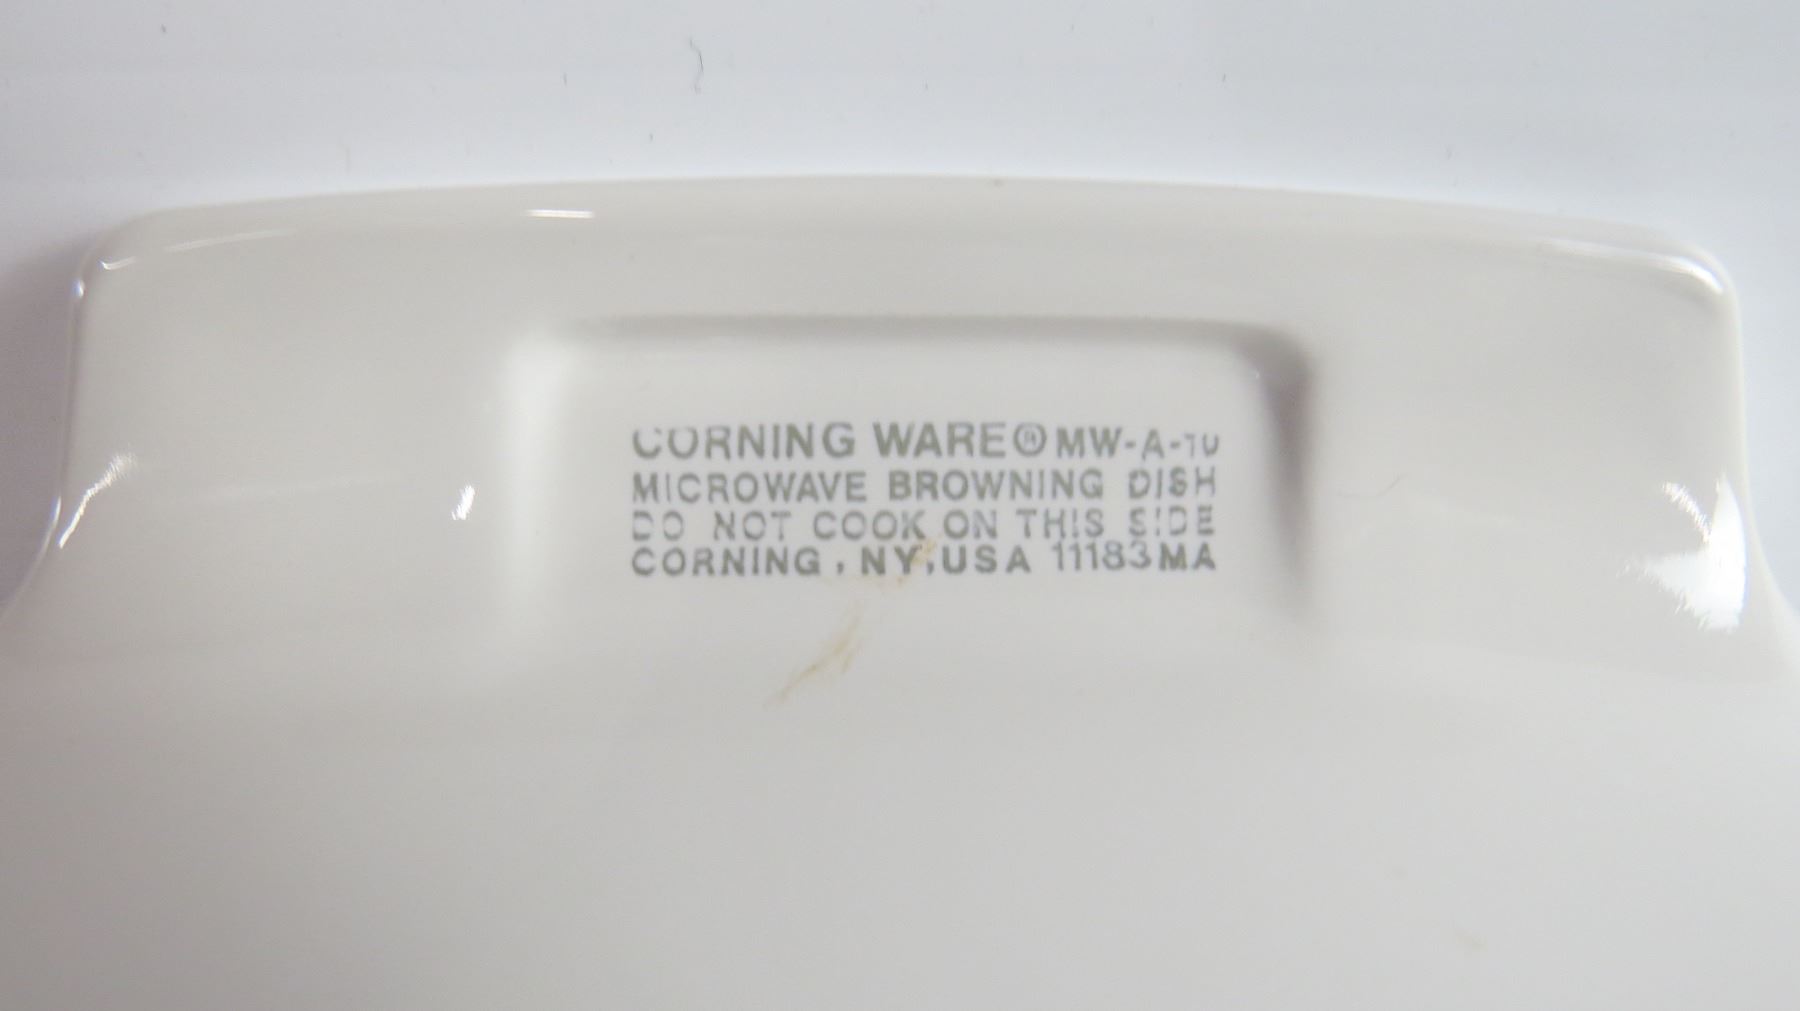 CORNING WARE® MW-A-10
MICROWAVE BROWNING DISH
DO NOT COOK ON THIS SIDE
CORNING, NY, USA 11183MA